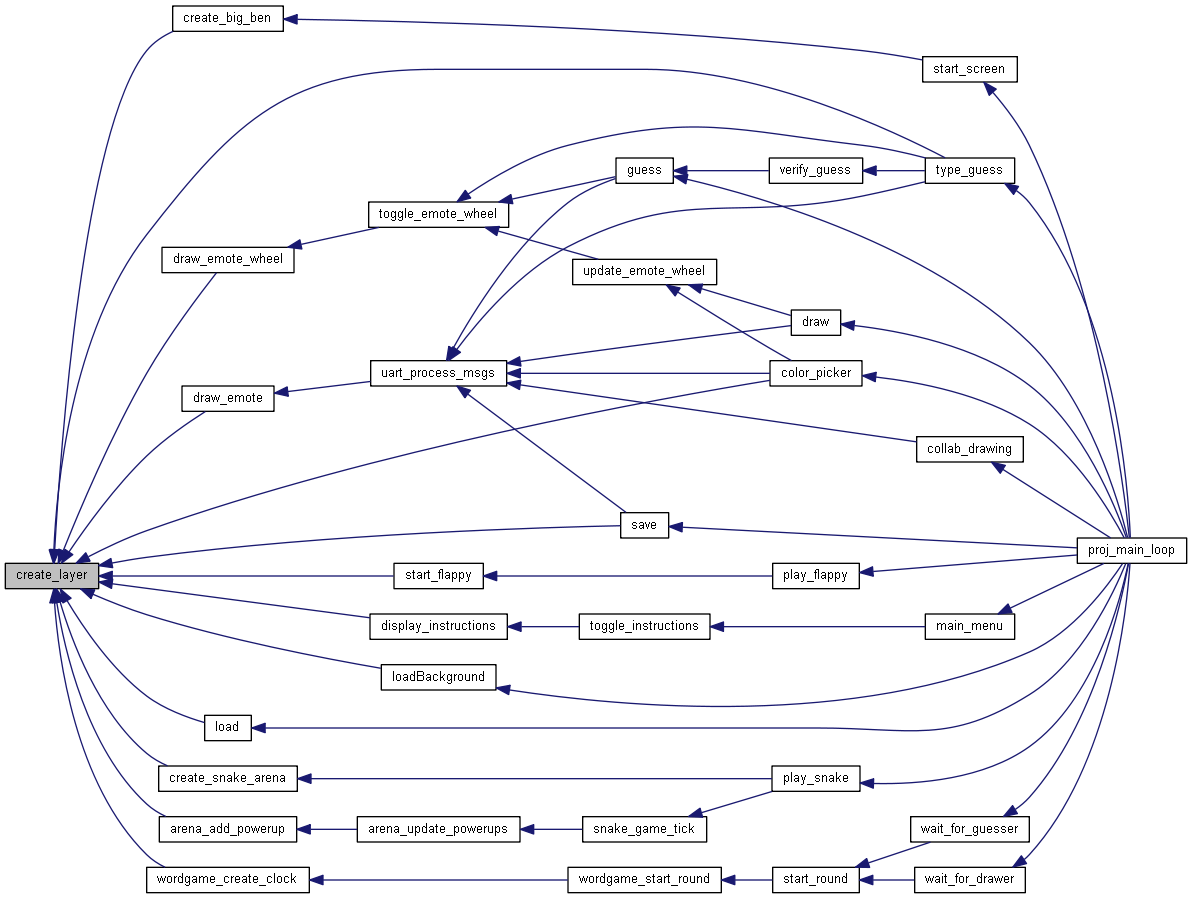 create_big_ben
start_screen
guess
verify_guess
type_guess
toggle_emote_wheel
draw_emote_wheel
update_emote_wheel
draw
uart_process_msgs
color_picker
draw_emote
collab_drawing
save
proj_main_loop
create_layer
start_flappy
play_flappy
display_instructions
toggle_instructions
main_menu
loadBackground
load
create_snake_arena
play_snake
arena_add_powerup
arena_update_powerups
snake_game_tick
wait_for_guesser
wordgame_create_clock
wordgame_start_round
start_round
wait_for_drawer